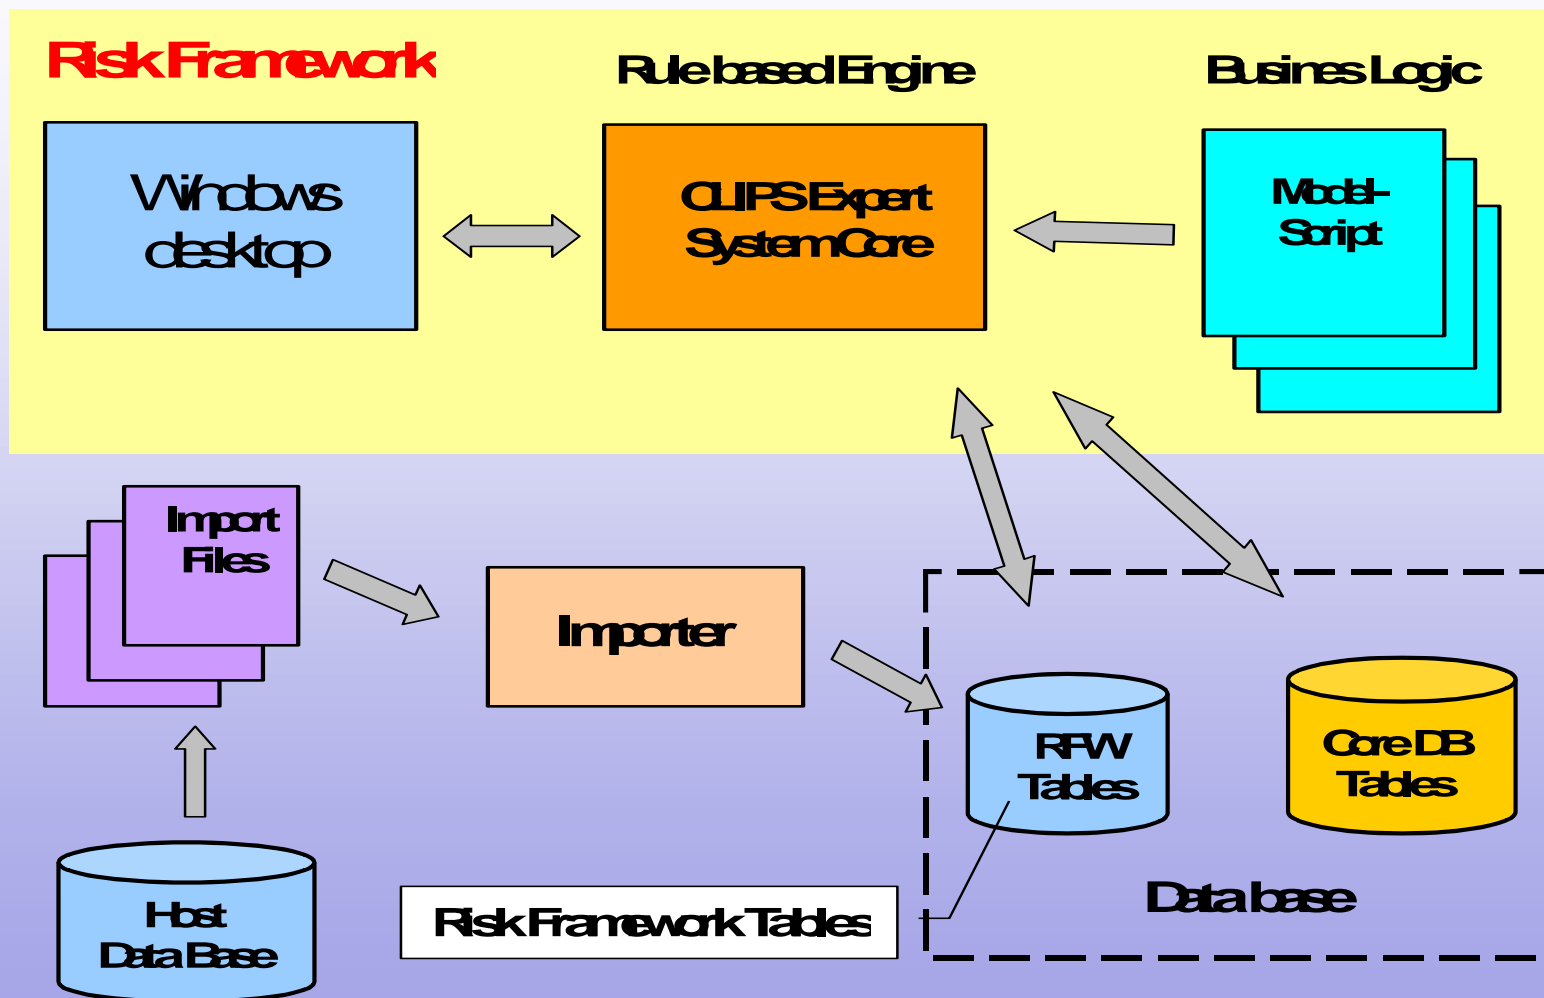 Risk Framework
Rule based Engine
Busines Logic
Windows
desktop
CLIPS Expert
System Core
Model-
Script
Import
Files
Importer
RFW
Tables
Core DB
Tables
Data base
Host
Data Base
Risk Framework Tables